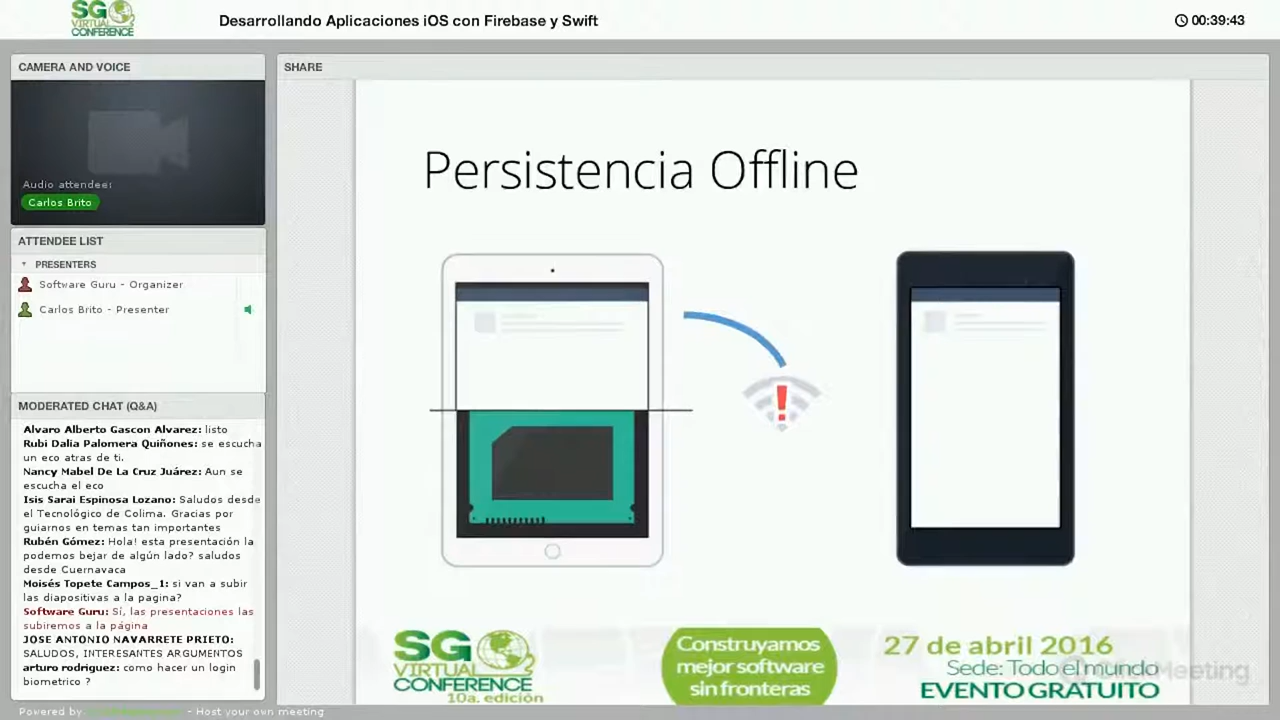 SG
VIRTUAL
CONFERENCE
Desarrollando Aplicaciones iOS con Firebase y Swift
00:39:43
CAMERA AND VOICE
Audio attendee:
Carlos Brito
ATTENDEE LIST
PRESENTERS
Software Guru - Organizer
Carlos Brito - Presenter
MODERATED CHAT (Q&A)
Alvaro Alberto Gascon Alvarez: listo
Rubi Dalia Palomera Quiñones: se escucha
un eco atras de ti.
Nancy Mabel De La Cruz Juárez: Aun se
escucha el eco
Isis Sarai Espinosa Lozano: Saludos desde
el Tecnológico de Colima. Gracias por
guiarnos en temas tan importantes
Rubén Gómez: Hola! esta presentación la
podemos bejar de algún lado? saludos
desde Cuernavaca
Moisés Topete Campos_1: si van a subir
las diapositivas a la pagina?
Software Guru: Sí, las presentaciones las
subiremos a la página
JOSE ANTONIO NAVARRETE PRIETO:
SALUDOS, INTERESANTES ARGUMENTOS
arturo rodriguez: como hacer un login
biometrico ?
Powered by
- Host your own meeting
SHARE
Persistencia Offline
!
SG
VIRTUAL
CONFERENCE
10a. edición
Construyamos
mejor software
sin fronteras
27 de abril 2016
Sede: Todo el mundo
EVENTO GRATUITO